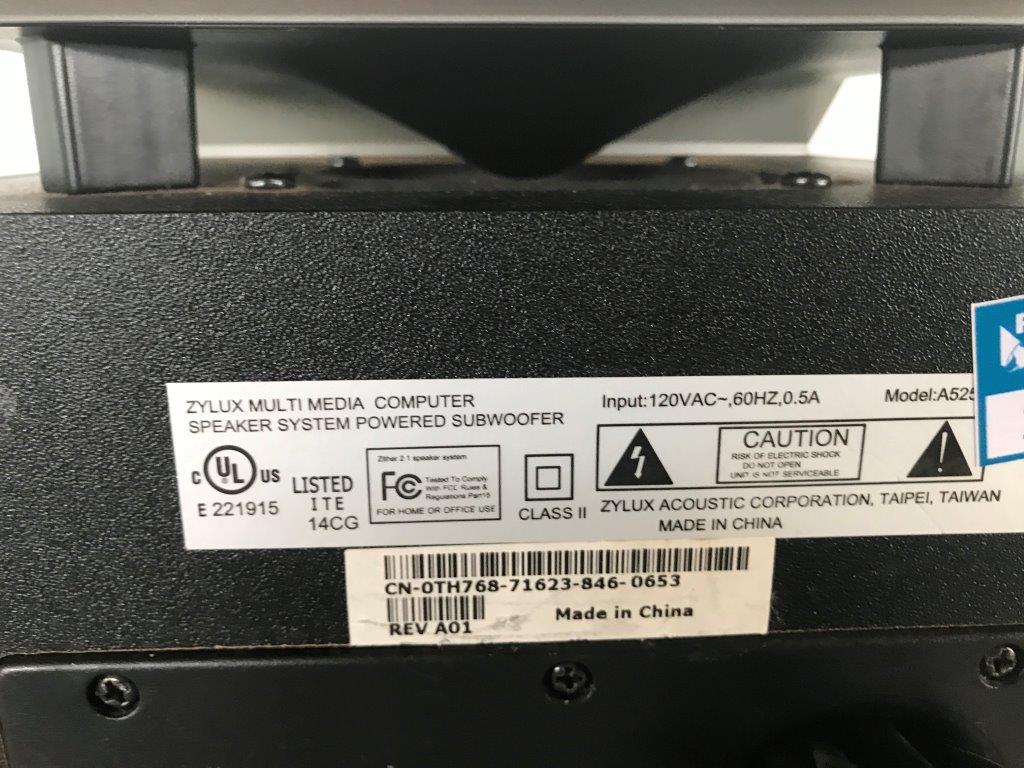 ZYLUX MULTI MEDIA COMPUTER
SPEAKER SYSTEM POWERED SUBWOOFER
Input:120VAC~,60HZ,0.5A
Model:A525
C UL US
E 221915
LISTED
ITE
14CG
Zither 2 1 speaker system
FC Tested To Comply
With FCC Rules &
Regulations Part15
FOR HOME OR OFFICE USE
CLASS II
CAUTION
RISK OF ELECTRIC SHOCK
DO NOT OPEN
UNIT IS NOT SERVICEABLE
ZYLUX ACOUSTIC CORPORATION, TAIPEI, TAIWAN
MADE IN CHINA
CN-0TH768-71623-846-0653
REV A01
Made in China